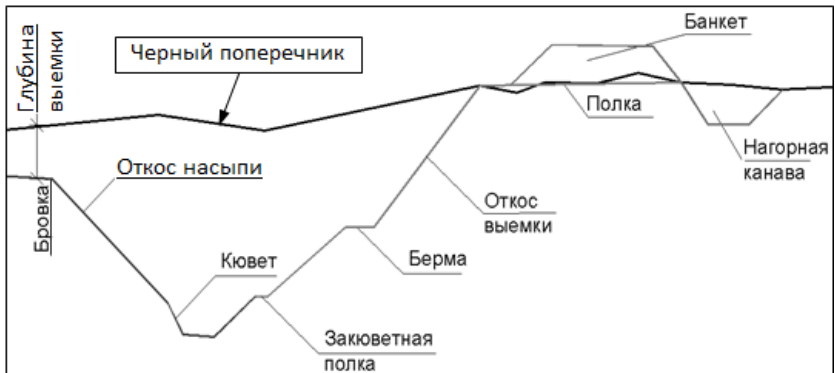 Банкет
Черный поперечник
Глубина
выемки
Полка
Нагорная
канава
Откос насыпи
Откос
выемки
Бровка
Кювет
Берма
Закюветная
полка